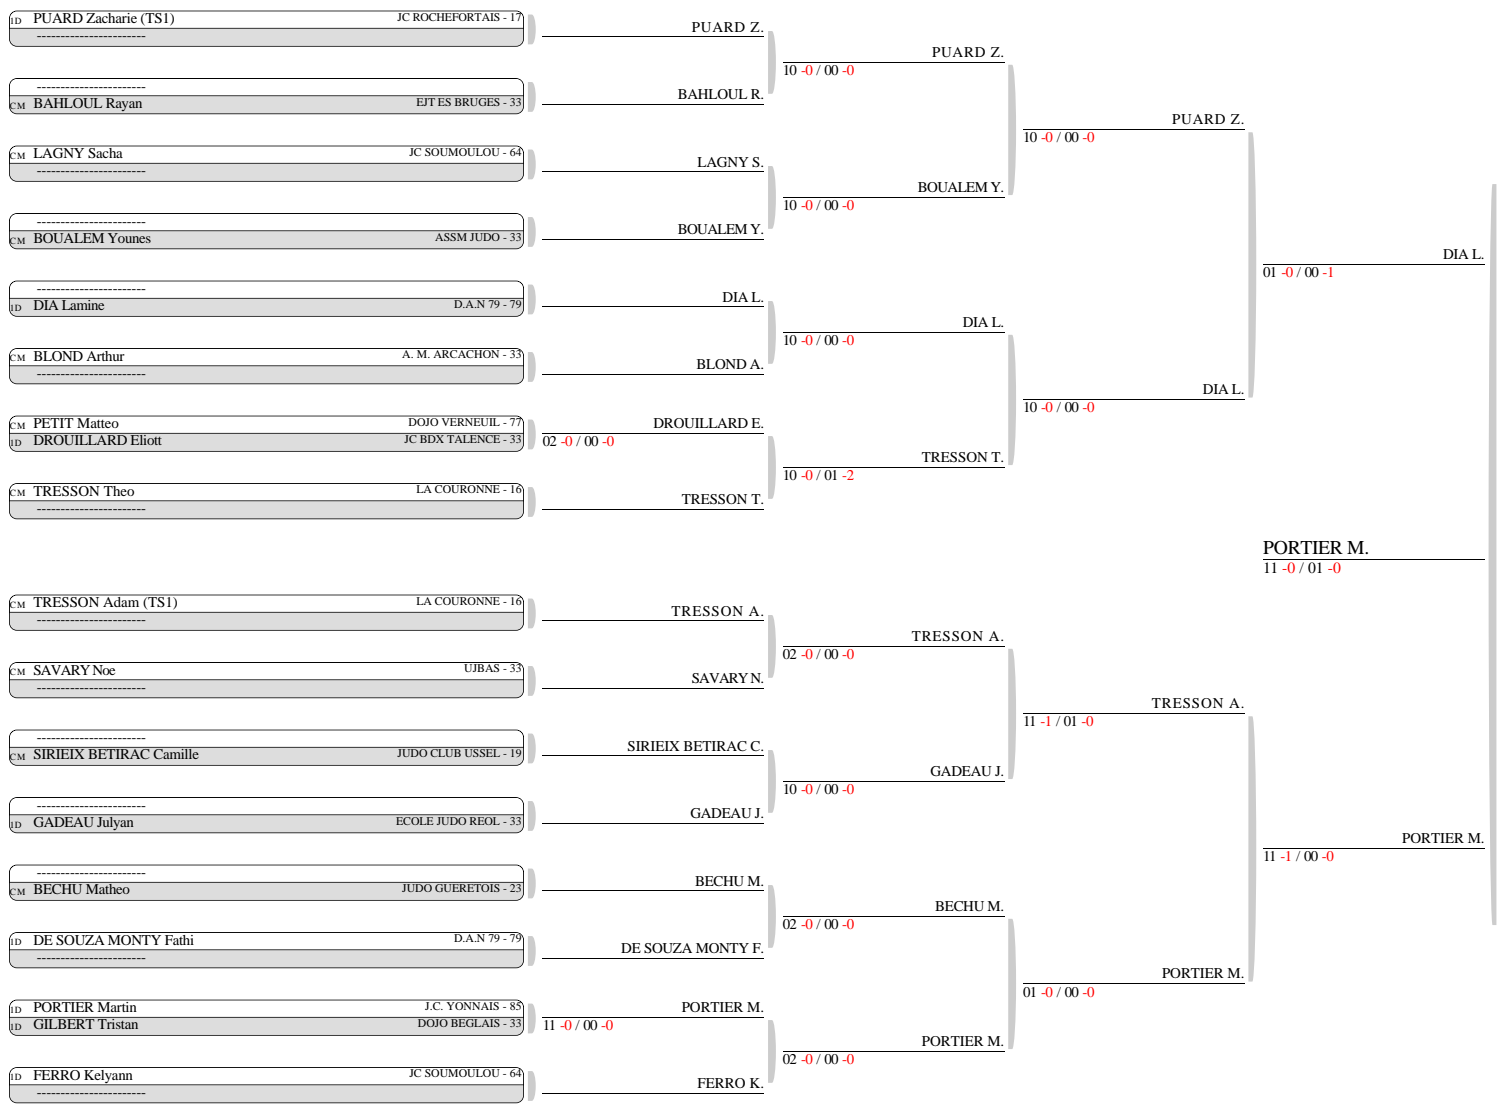 1D PUARD Zacharie (TS1) JC ROCHEFORTAIS - 17
-----------------------
-----------------------
CM BAHLOUL Rayan EJT ES BRUGES - 33
CM LAGNY Sacha JC SOUMOULOU - 64
-----------------------
-----------------------
CM BOUALEM Younes ASSM JUDO - 33
-----------------------
1D DIA Lamine D.A.N 79 - 79
CM BLOND Arthur A. M. ARCACHON - 33
-----------------------
CM PETIT Matteo DOJO VERNEUIL - 77
1D DROUILLARD Eliott JC BDX TALENCE - 33
CM TRESSON Theo LA COURONNE - 16
-----------------------
CM TRESSON Adam (TS1) LA COURONNE - 16
-----------------------
CM SAVARY Noe UJBAS - 33
-----------------------
-----------------------
CM SIRIEIX BETIRAC Camille JUDO CLUB USSEL - 19
-----------------------
1D GADEAU Julyan ECOLE JUDO REOL - 33
-----------------------
CM BECHU Matheo JUDO GUERETOIS - 23
1D DE SOUZA MONTY Fathi D.A.N 79 - 79
-----------------------
1D PORTIER Martin J.C. YONNAIS - 85
1D GILBERT Tristan DOJO BEGLAIS - 33
1D FERRO Kelyann JC SOUMOULOU - 64
-----------------------
PUARD Z.
BAHLOUL R.
LAGNY S.
BOUALEM Y.
DIA L.
BLOND A.
DROUILLARD E.
02 -0 / 00 -0
TRESSON T.
TRESSON A.
SAVARY N.
SIRIEIX BETIRAC C.
GADEAU J.
BECHU M.
DE SOUZA MONTY F.
PORTIER M.
11 -0 / 00 -0
FERRO K.
PUARD Z.
10 -0 / 00 -0
BOUALEM Y.
10 -0 / 00 -0
DIA L.
10 -0 / 00 -0
TRESSON T.
10 -0 / 01 -2
TRESSON A.
02 -0 / 00 -0
GADEAU J.
10 -0 / 00 -0
BECHU M.
02 -0 / 00 -0
PORTIER M.
02 -0 / 00 -0
PUARD Z.
10 -0 / 00 -0
DIA L.
10 -0 / 00 -0
TRESSON A.
11 -1 / 01 -0
PORTIER M.
01 -0 / 00 -0
DIA L.
01 -0 / 00 -1
PORTIER M.
11 -1 / 00 -0
PORTIER M.
11 -0 / 01 -0